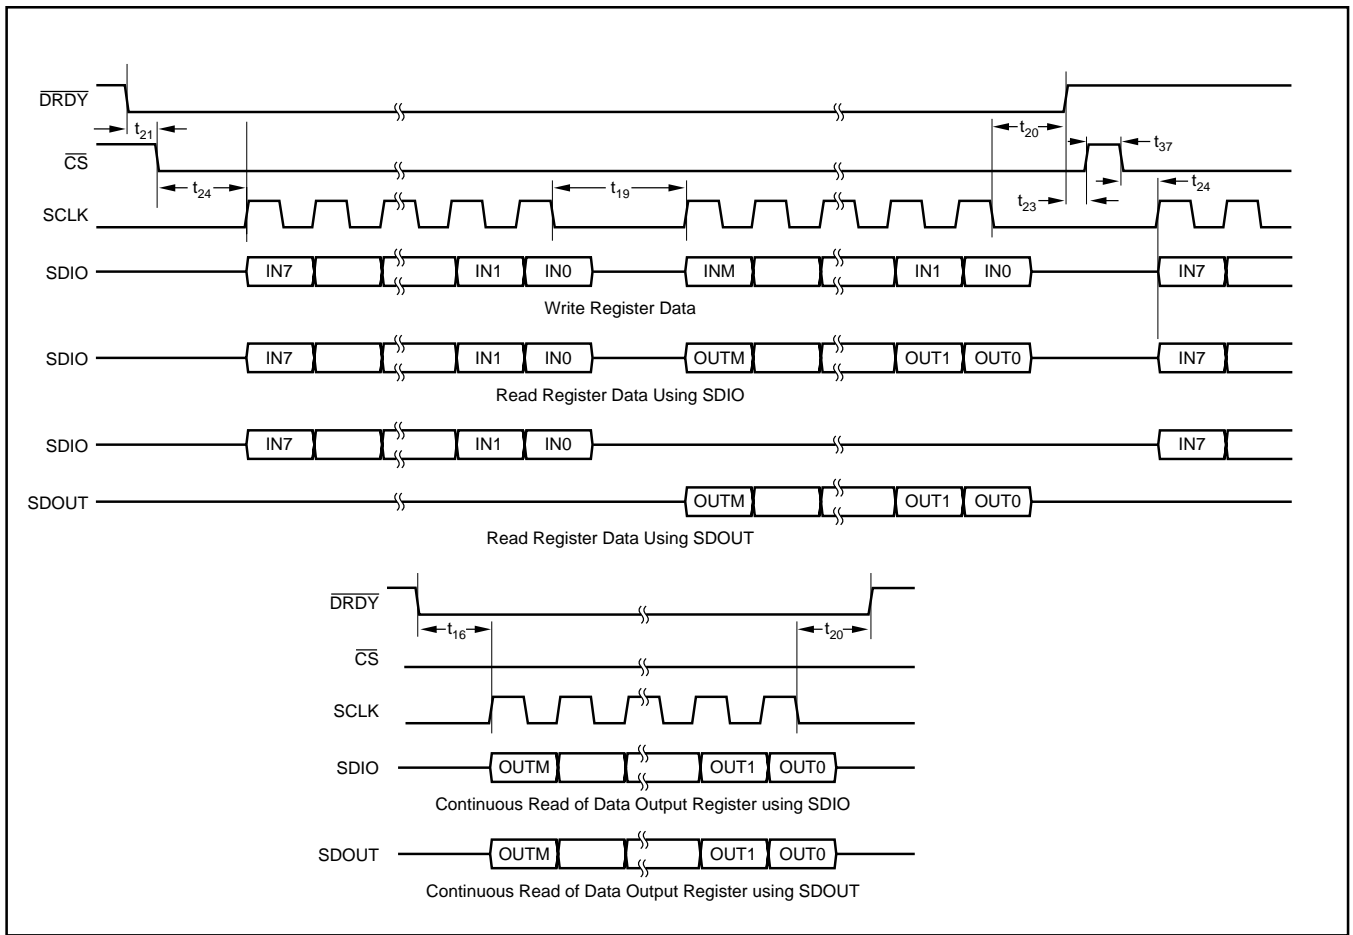 DRDY
t21
t20
CS
t37
t24
t19
t24
SCLK
t23
SDIO IN7 IN1 IN0 INM IN1 IN0 IN7
Write Register Data
SDIO IN7 IN1 IN0 OUTM OUT1 OUT0 IN7
Read Register Data Using SDIO
SDIO IN7 IN1 IN0 IN7
SDOUT OUTM OUT1 OUT0
Read Register Data Using SDOUT
DRDY
t16 t20
CS
SCLK
SDIO OUTM OUT1 OUT0
Continuous Read of Data Output Register using SDIO
SDOUT OUTM OUT1 OUT0
Continuous Read of Data Output Register using SDOUT